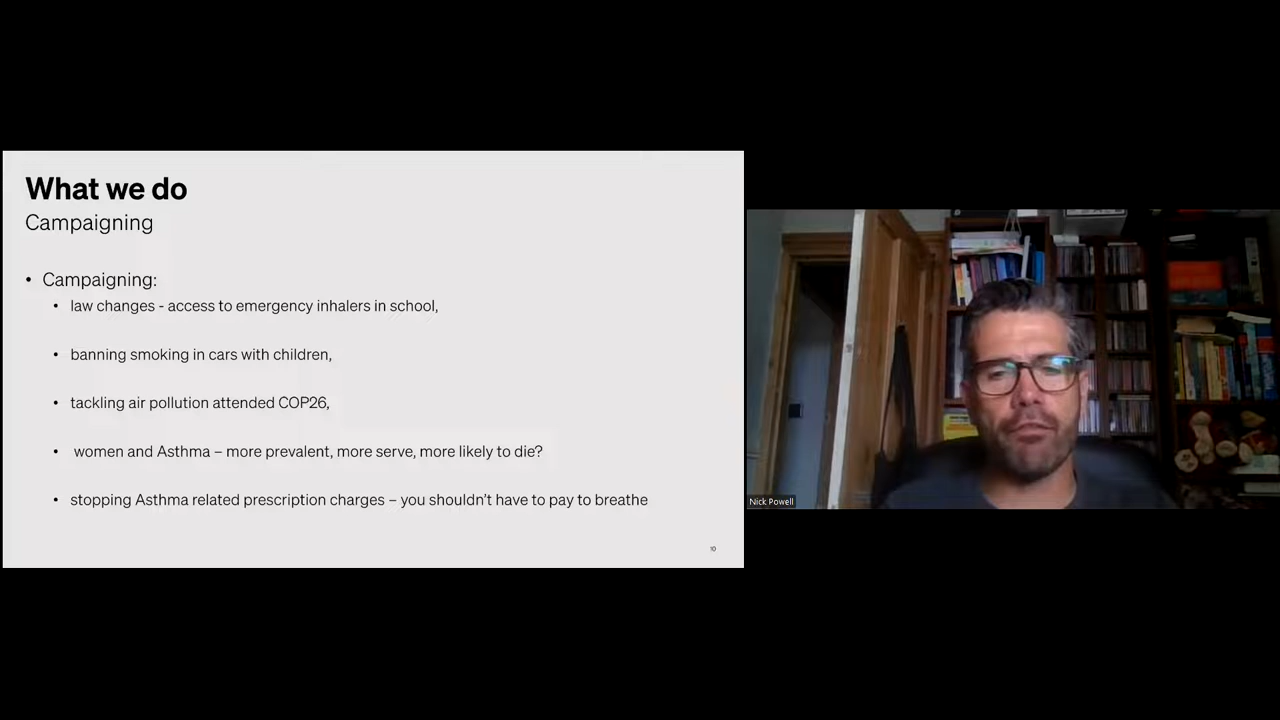 What we do
Campaigning
• Campaigning:
• law changes - access to emergency inhalers in school,
• banning smoking in cars with children,
• tackling air pollution attended COP26,
• women and Asthma – more prevalent, more serve, more likely to die?
• stopping Asthma related prescription charges – you shouldn't have to pay to breathe
10
Nick Powell